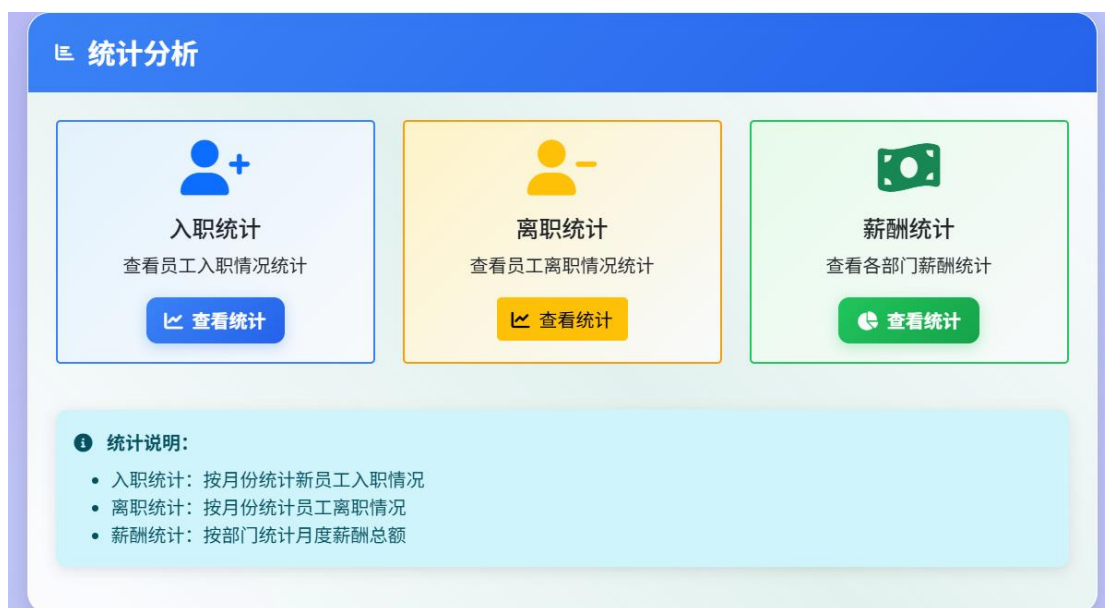 统计分析
入职统计
查看员工入职情况统计
查看统计
离职统计
查看员工离职情况统计
查看统计
薪酬统计
查看各部门薪酬统计
查看统计
统计说明：
入职统计：按月份统计新员工入职情况
离职统计：按月份统计员工离职情况
薪酬统计：按部门统计月度薪酬总额